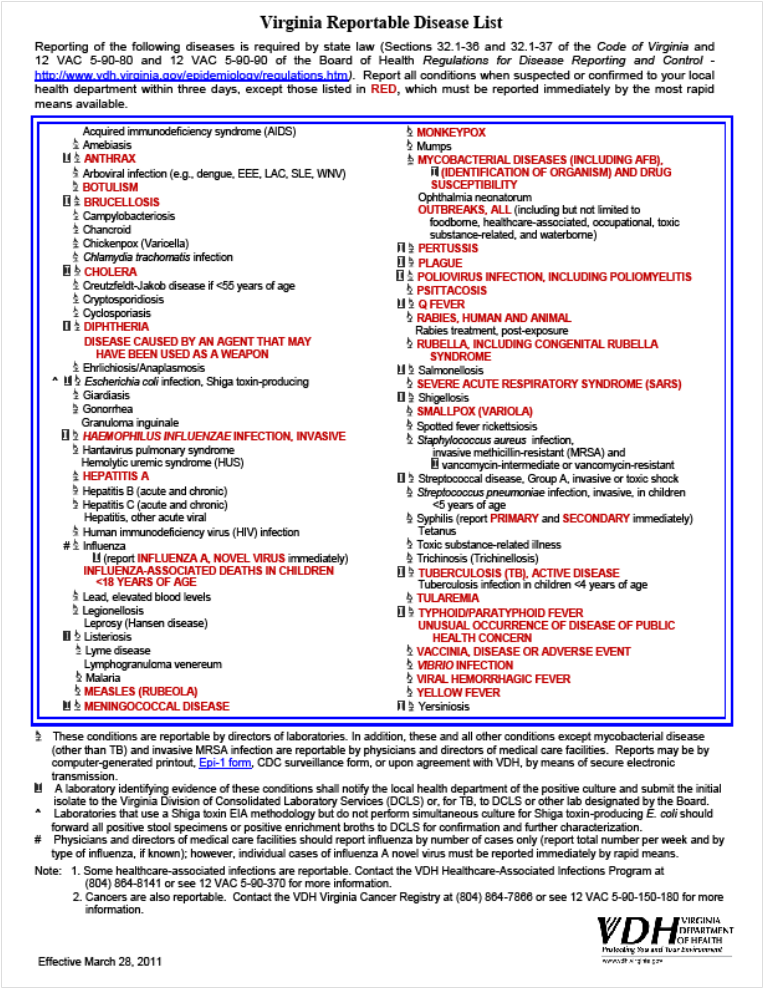 Virginia Reportable Disease List
Reporting of the following diseases is required by state law (Sections 32.1-36 and 32.1-37 of the Code of Virginia and
12 VAC 5-90-80 and 12 VAC 5-90-90 of the Board of Health Regulations for Disease Reporting and Control -
http://www.vdh.virginia.gov/epidemiology/regulations.htm). Report all conditions when suspected or confirmed to your local
health department within three days, except those listed in RED, which must be reported immediately by the most rapid
means available.
Acquired immunodeficiency syndrome (AIDS)
Amebiasis
ANTHRAX
Arboviral infection (e.g., dengue, EEE, LAC, SLE, WNV)
BOTULISM
BRUCELLOSIS
Campylobacteriosis
Chancroid
Chickenpox (Varicella)
Chlamydia trachomatis infection
CHOLERA
Creutzfeldt-Jakob disease if <55 years of age
Cryptosporidiosis
Cyclosporiasis
DIPHTHERIA
DISEASE CAUSED BY AN AGENT THAT MAY
HAVE BEEN USED AS A WEAPON
Ehrlichiosis/Anaplasmosis
^ Escherichia coli infection, Shiga toxin-producing
Giardiasis
Gonorrhea
Granuloma inguinale
HAEMOPHILUS INFLUENZAE INFECTION, INVASIVE
Hantavirus pulmonary syndrome
Hemolytic uremic syndrome (HUS)
HEPATITIS A
Hepatitis B (acute and chronic)
Hepatitis C (acute and chronic)
Hepatitis, other acute viral
Human immunodeficiency virus (HIV) infection
# Influenza
(report INFLUENZA A, NOVEL VIRUS immediately)
INFLUENZA-ASSOCIATED DEATHS IN CHILDREN
<18 YEARS OF AGE
Lead, elevated blood levels
Legionellosis
Leprosy (Hansen disease)
Listeriosis
Lyme disease
Lymphogranuloma venereum
Malaria
MEASLES (RUBEOLA)
MENINGOCOCCAL DISEASE
MONKEYPOX
Mumps
MYCOBACTERIAL DISEASES (INCLUDING AFB),
(IDENTIFICATION OF ORGANISM) AND DRUG
SUSCEPTIBILITY
Ophthalmia neonatorum
OUTBREAKS, ALL (including but not limited to
foodborne, healthcare-associated, occupational, toxic
substance-related, and waterborne)
PERTUSSIS
PLAGUE
POLIOVIRUS INFECTION, INCLUDING POLIOMYELITIS
PSITTACOSIS
Q FEVER
RABIES, HUMAN AND ANIMAL
Rabies treatment, post-exposure
RUBELLA, INCLUDING CONGENITAL RUBELLA
SYNDROME
Salmonellosis
SEVERE ACUTE RESPIRATORY SYNDROME (SARS)
Shigellosis
SMALLPOX (VARIOLA)
Spotted fever rickettsiosis
Staphylococcus aureus infection,
invasive methicillin-resistant (MRSA) and
vancomycin-intermediate or vancomycin-resistant
Streptococcal disease, Group A, invasive or toxic shock
Streptococcus pneumoniae infection, invasive, in children
<5 years of age
Syphilis (report PRIMARY and SECONDARY immediately)
Tetanus
Toxic substance-related illness
Trichinosis (Trichinellosis)
TUBERCULOSIS (TB), ACTIVE DISEASE
Tuberculosis infection in children <4 years of age
TULAREMIA
TYPHOID/PARATYPHOID FEVER
UNUSUAL OCCURRENCE OF DISEASE OF PUBLIC
HEALTH CONCERN
VACCINIA, DISEASE OR ADVERSE EVENT
VIBRIO INFECTION
VIRAL HEMORRHAGIC FEVER
YELLOW FEVER
Yersiniosis
These conditions are reportable by directors of laboratories. In addition, these and all other conditions except mycobacterial disease
(other than TB) and invasive MRSA infection are reportable by physicians and directors of medical care facilities. Reports may be by
computer-generated printout, Epi-1 form, CDC surveillance form, or upon agreement with VDH, by means of secure electronic
transmission.
A laboratory identifying evidence of these conditions shall notify the local health department of the positive culture and submit the initial
isolate to the Virginia Division of Consolidated Laboratory Services (DCLS) or, for TB, to DCLS or other lab designated by the Board.
^ Laboratories that use a Shiga toxin EIA methodology but do not perform simultaneous culture for Shiga toxin-producing E. coli should
forward all positive stool specimens or positive enrichment broths to DCLS for confirmation and further characterization.
# Physicians and directors of medical care facilities should report influenza by number of cases only (report total number per week and by
type of influenza, if known); however, individual cases of influenza A novel virus must be reported immediately by rapid means.
Note: 1. Some healthcare-associated infections are reportable. Contact the VDH Healthcare-Associated Infections Program at
(804) 864-8141 or see 12 VAC 5-90-370 for more information.
2. Cancers are also reportable. Contact the VDH Virginia Cancer Registry at (804) 864-7866 or see 12 VAC 5-90-150-180 for more
information.
VDH VIRGINIA
DEPARTMENT
OF HEALTH
Protecting You and Your Environment
www.vdh.virginia.gov
Effective March 28, 2011